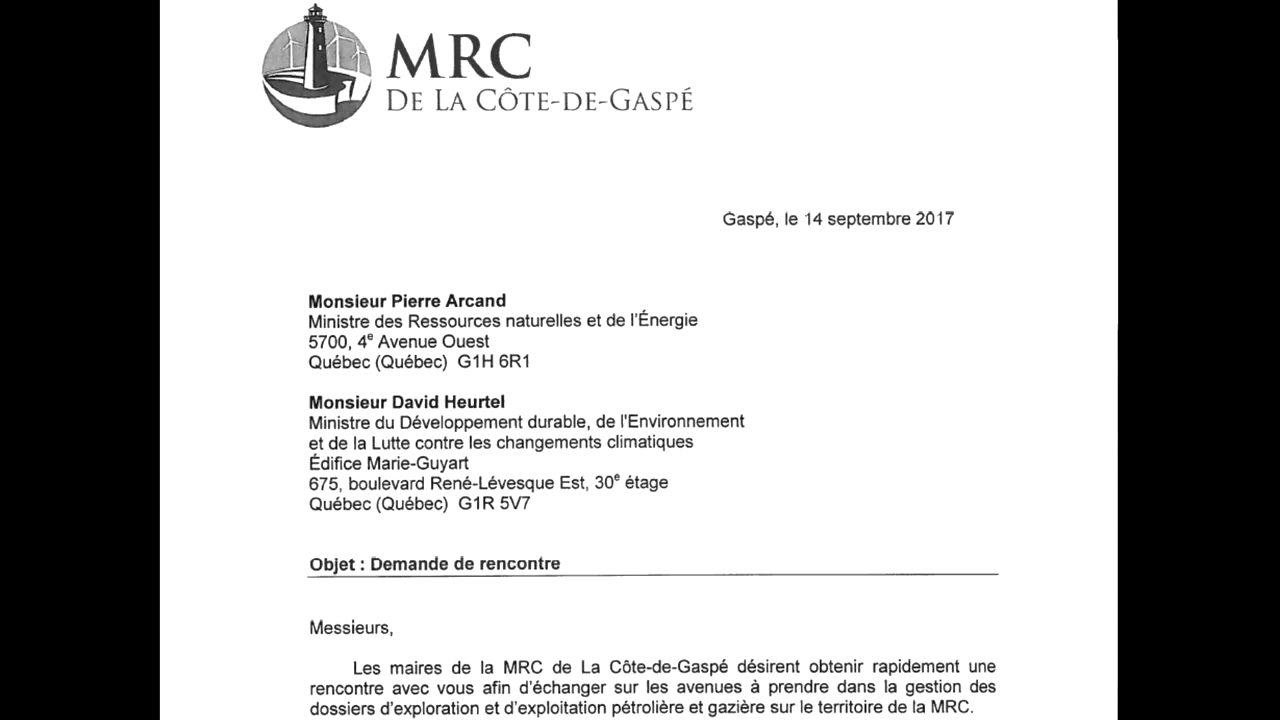 MRC
DE LA CÔTE-DE-GASPÉ
Gaspé, le 14 septembre 2017
Monsieur Pierre Arcand
Ministre des Ressources naturelles et de l'Énergie
5700, 4e Avenue Ouest
Québec (Québec) G1H 6R1
Monsieur David Heurtel
Ministre du Développement durable, de l'Environnement
et de la Lutte contre les changements climatiques
Édifice Marie-Guyart
675, boulevard René-Lévesque Est, 30e étage
Québec (Québec) G1R 5V7
Objet : Demande de rencontre
Messieurs,
Les maires de la MRC de La Côte-de-Gaspé désirent obtenir rapidement une
rencontre avec vous afin d'échanger sur les avenues à prendre dans la gestion des
dossiers d'exploration et d'exploitation pétrolière et gazière sur le territoire de la MRC.